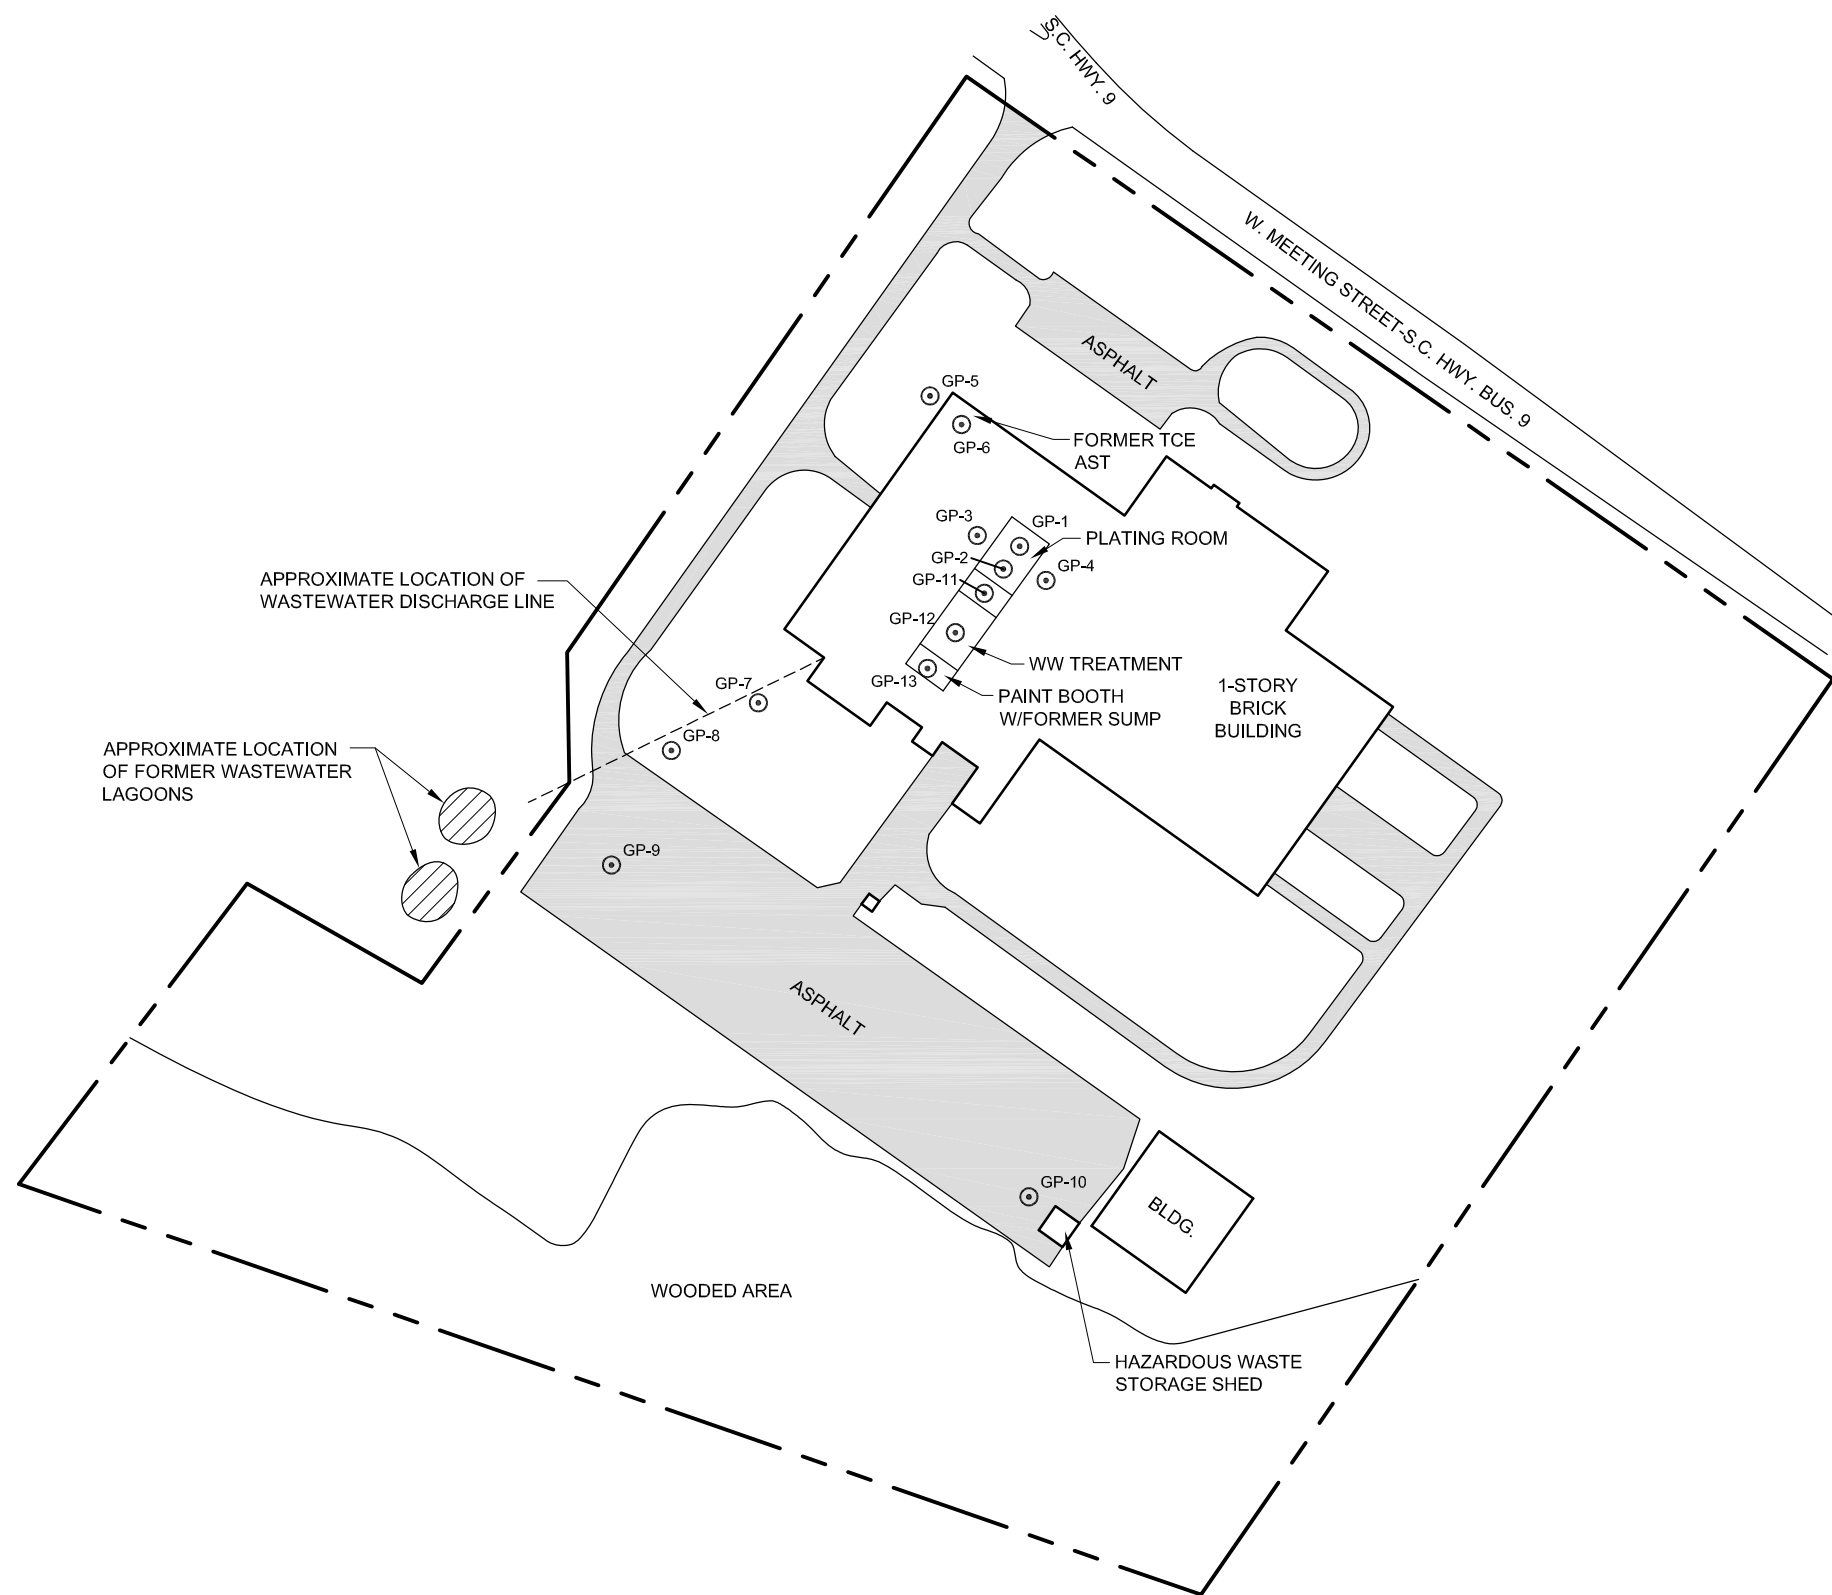 S.C. HWY. 9
W. MEETING STREET-S.C. HWY. BUS. 9
ASPHALT
GP-5
FORMER TCE
AST
GP-6
GP-3
GP-1
PLATING ROOM
GP-2
GP-4
GP-11
APPROXIMATE LOCATION OF
WASTEWATER DISCHARGE LINE
GP-12
WW TREATMENT
GP-13
PAINT BOOTH
W/FORMER SUMP
1-STORY
BRICK
BUILDING
GP-7
GP-8
APPROXIMATE LOCATION
OF FORMER WASTEWATER
LAGOONS
GP-9
ASPHALT
GP-10
BLDG.
WOODED AREA
HAZARDOUS WASTE
STORAGE SHED